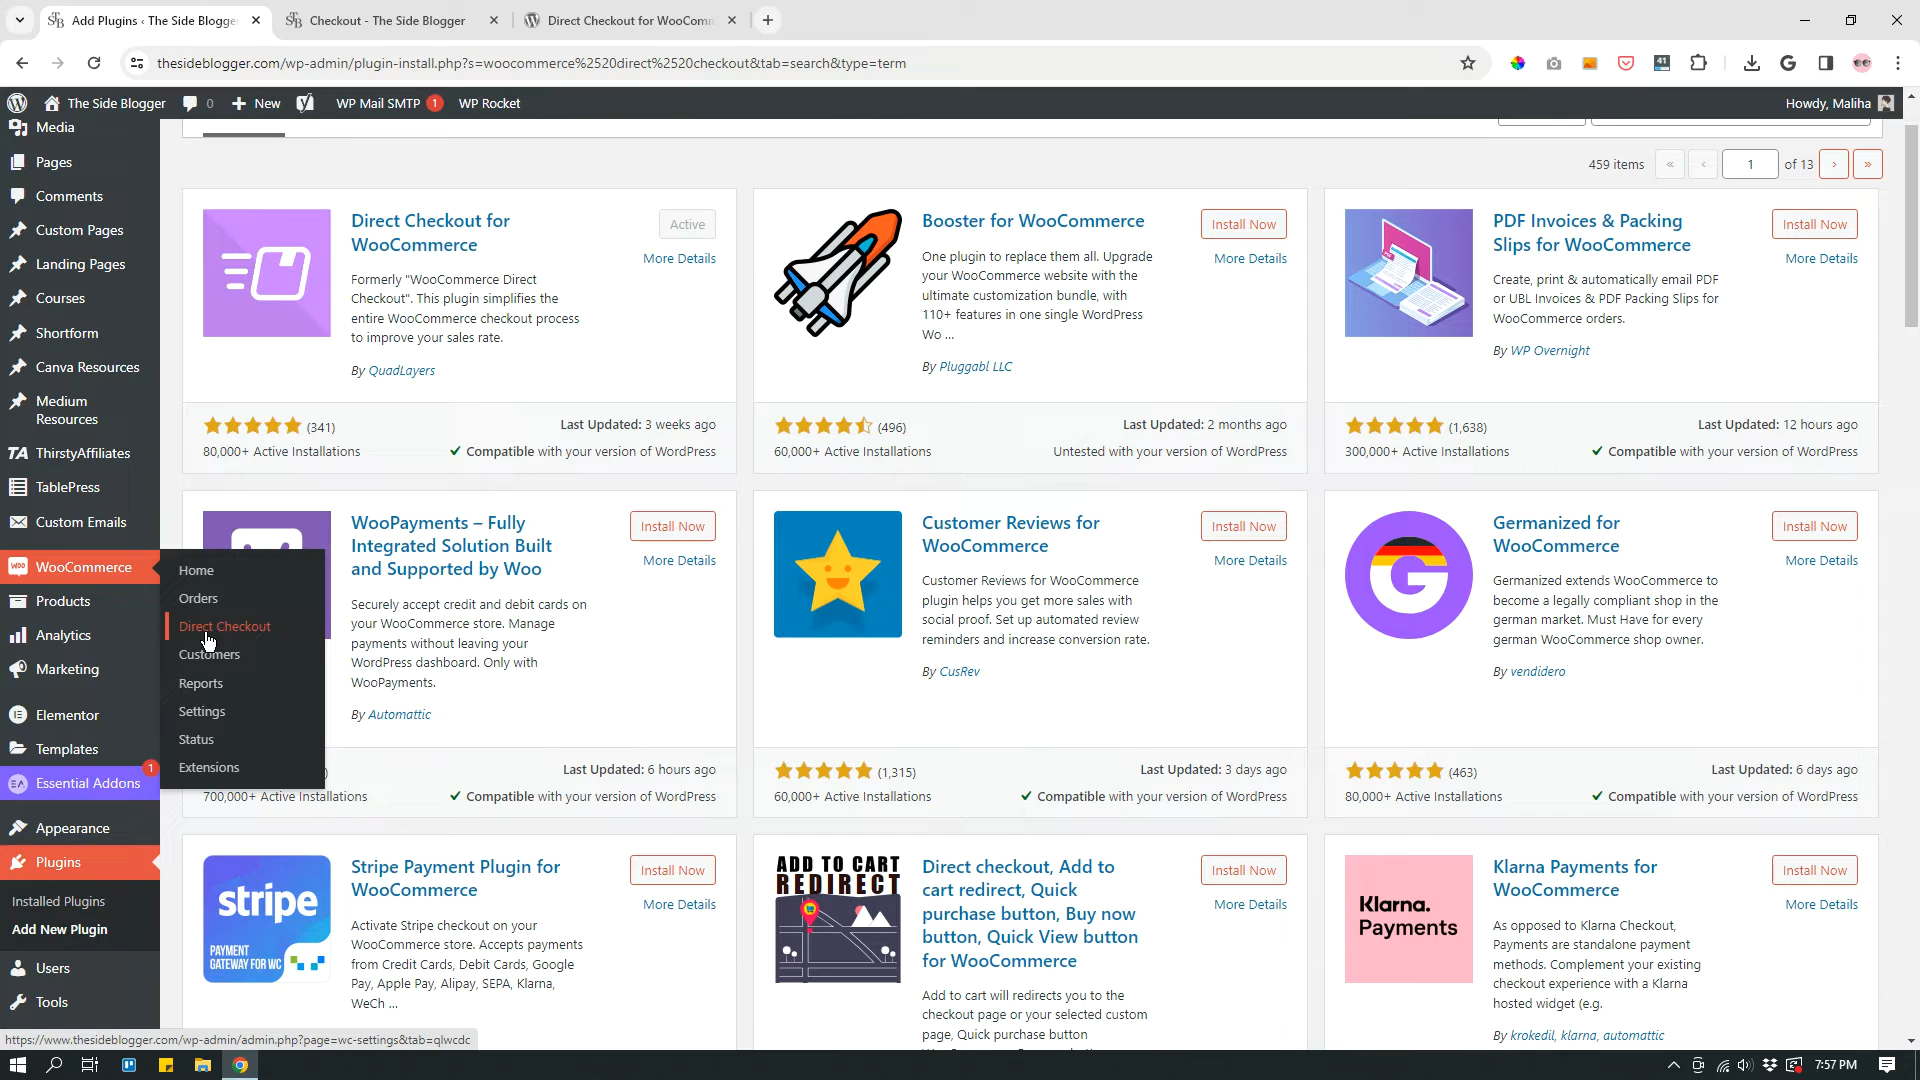 Add Plugins ‹ The Side Blogge
Checkout - The Side Blogger
Direct Checkout for WooComm
thesideblogger.com/wp-admin/plugin-install.php?s=woocommerce%2520direct%2520checkout&tab=search&type=term
41
The Side Blogger
0
New
WP Mail SMTP
1
WP Rocket
Howdy, Maliha
Media
Pages
Comments
Custom Pages
Landing Pages
Courses
Shortform
Canva Resources
Medium
Resources
ThirstyAffiliates
TablePress
Custom Emails
WooCommerce
Products
Analytics
Marketing
Elementor
Templates
Essential Addons
1
Appearance
Plugins
Installed Plugins
Add New Plugin
Users
Tools
Home
Orders
Direct Checkout
Customers
Reports
Settings
Status
Extensions
459 items
«
‹
1
of 13
›
»
Direct Checkout for
WooCommerce
Active
More Details
Formerly "WooCommerce Direct
Checkout". This plugin simplifies the
entire WooCommerce checkout process
to improve your sales rate.
By QuadLayers
(341)
Last Updated: 3 weeks ago
80,000+ Active Installations
Compatible with your version of WordPress
Booster for WooCommerce
Install Now
More Details
One plugin to replace them all. Upgrade
your WooCommerce website with the
ultimate customization bundle, with
110+ features in one single WordPress
Wo ...
By Pluggabl LLC
(496)
Last Updated: 2 months ago
60,000+ Active Installations
Untested with your version of WordPress
PDF Invoices & Packing
Slips for WooCommerce
Install Now
More Details
Create, print & automatically email PDF
or UBL Invoices & PDF Packing Slips for
WooCommerce orders.
By WP Overnight
(1,638)
Last Updated: 12 hours ago
300,000+ Active Installations
Compatible with your version of WordPress
WooPayments – Fully
Integrated Solution Built
and Supported by Woo
Install Now
More Details
Securely accept credit and debit cards on
your WooCommerce store. Manage
payments without leaving your
WordPress dashboard. Only with
WooPayments.
By Automattic
Last Updated: 6 hours ago
700,000+ Active Installations
Compatible with your version of WordPress
Customer Reviews for
WooCommerce
Install Now
More Details
Customer Reviews for WooCommerce
plugin helps you get more sales with
social proof. Set up automated review
reminders and increase conversion rate.
By CusRev
(1,315)
Last Updated: 3 days ago
60,000+ Active Installations
Compatible with your version of WordPress
Germanized for
WooCommerce
Install Now
More Details
Germanized extends WooCommerce to
become a legally compliant shop in the
german market. Must Have for every
german WooCommerce shop owner.
By vendidero
(463)
Last Updated: 6 days ago
80,000+ Active Installations
Compatible with your version of WordPress
stripe
PAYMENT
GATEWAY FOR WC
Stripe Payment Plugin for
WooCommerce
Install Now
More Details
Activate Stripe checkout on your
WooCommerce store. Accepts payments
from Credit Cards, Debit Cards, Google
Pay, Apple Pay, Alipay, SEPA, Klarna,
WeCh ...
ADD TO CART
REDIRECT
Direct checkout, Add to
cart redirect, Quick
purchase button, Buy now
button, Quick View button
for WooCommerce
Install Now
More Details
Add to cart will redirects you to the
checkout page or your selected custom
page, Quick purchase button
Klarna.
Payments
Klarna Payments for
WooCommerce
Install Now
More Details
As opposed to Klarna Checkout,
Payments are standalone payment
methods. Complement your existing
checkout experience with a Klarna
hosted widget (e.g.
By krokedil, klarna, automattic
https://www.thesideblogger.com/wp-admin/admin.php?page=wc-settings&tab=qlwcdc
7:57 PM